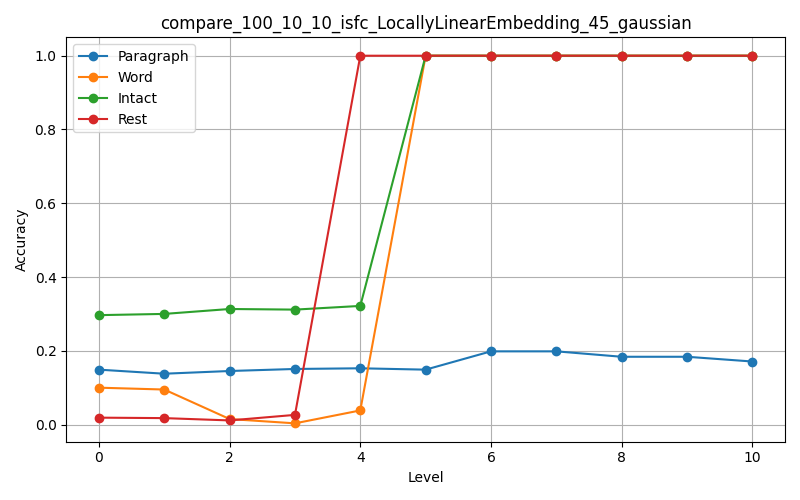 compare_100_10_10_isfc_LocallyLinearEmbedding_45_gaussian
Paragraph
Word
Intact
Rest
Accuracy
1.0
0.8
0.6
0.4
0.2
0.0
0 2 4 6 8 10
Level